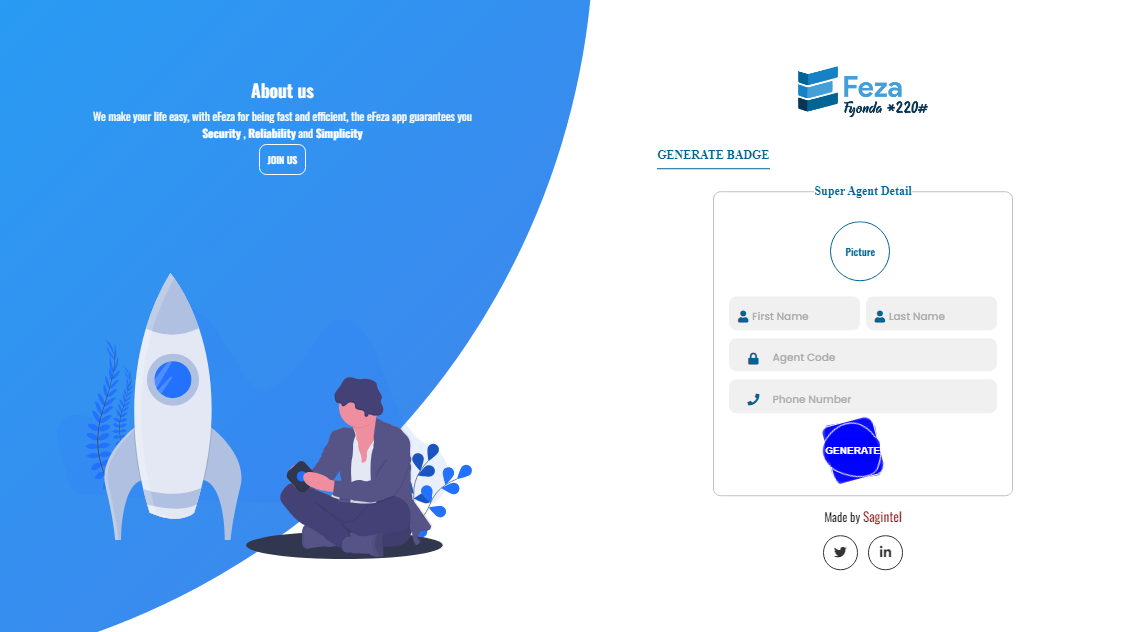 About us
We make your life easy, with eFeza for being fast and efficient, the eFeza app guarantees you
Security , Reliability and Simplicity
JOIN US
Feza
Fyonda *220#
GENERATE BADGE
Super Agent Detail
Picture
First Name
Last Name
Agent Code
Phone Number
GENERATE
Made by Sagintel
in